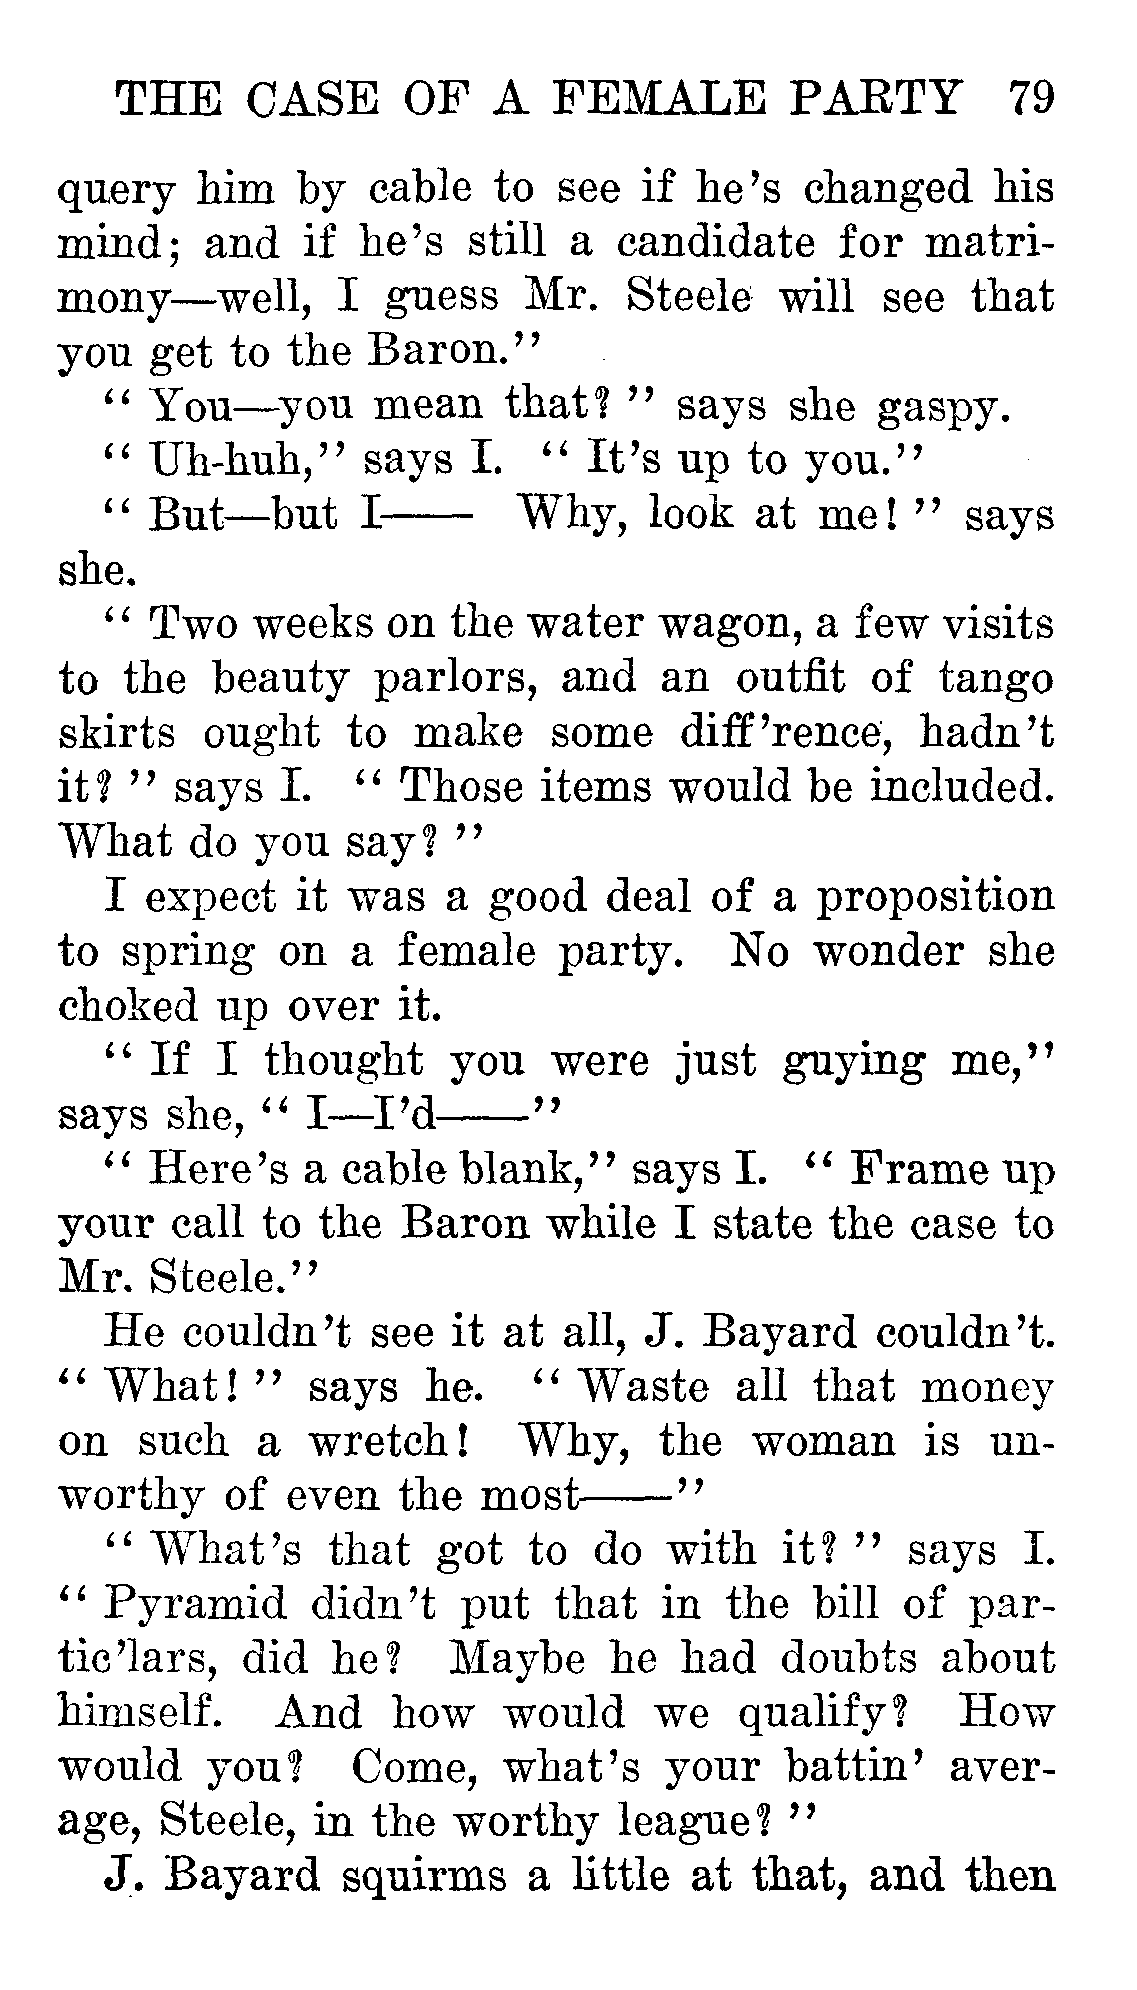 THE CASE OF A FEMALE PARTY 79
query him by cable to see if he's changed his
mind; and if he's still a candidate for matri-
mony—well, I guess Mr. Steele will see that
you get to the Baron."
" You—you mean that? " says she gaspy.
" Uh-huh," says I. " It's up to you."
" But—but I—— Why, look at me! " says
she.
" Two weeks on the water wagon, a few visits
to the beauty parlors, and an outfit of tango
skirts ought to make some diff'rence, hadn't
it? " says I. " Those items would be included.
What do you say? "
I expect it was a good deal of a proposition
to spring on a female party. No wonder she
choked up over it.
" If I thought you were just guying me,"
says she, " I—I'd——"
" Here's a cable blank," says I. " Frame up
your call to the Baron while I state the case to
Mr. Steele."
He couldn't see it at all, J. Bayard couldn't.
" What! " says he. " Waste all that money
on such a wretch! Why, the woman is un-
worthy of even the most——"
" What's that got to do with it? " says I.
" Pyramid didn't put that in the bill of par-
tic'lars, did he? Maybe he had doubts about
himself. And how would we qualify? How
would you? Come, what's your battin' aver-
age, Steele, in the worthy league? "
J. Bayard squirms a little at that, and then